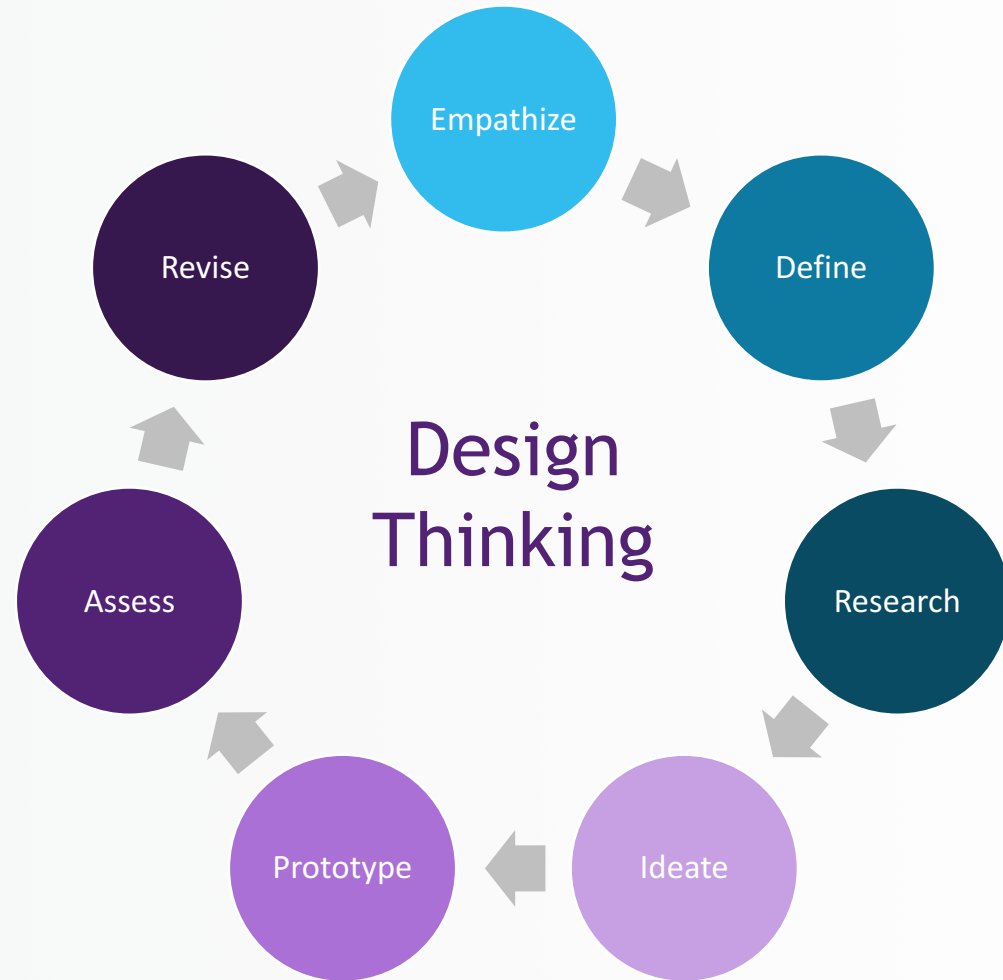 Empathize
Define
Research
Ideate
Prototype
Assess
Revise
Design
Thinking